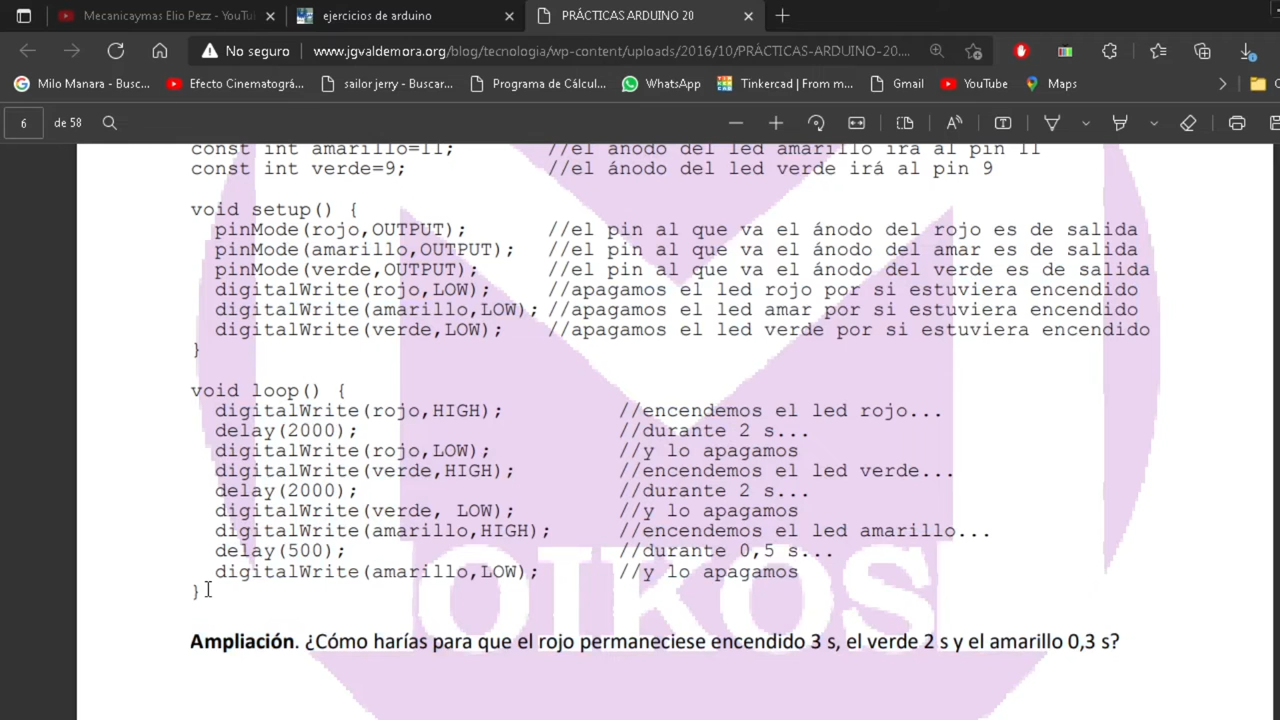 Mecanicaymas Elio Pezz - YouTu
ejercicios de arduino
PRÁCTICAS ARDUINO 20
No seguro
www.jgvaldemora.org/blog/tecnologia/wp-content/uploads/2016/10/PRÁCTICAS-ARDUINO-20....
Milo Manara - Busc...
Efecto Cinematográ...
sailor jerry - Buscar...
Programa de Cálcul...
WhatsApp
Tinkercad | From m...
Gmail
YouTube
Maps
6 de 58
const int amarillo=11; //el ánodo del led amarillo irá al pin 11
const int verde=9; //el ánodo del led verde irá al pin 9
void setup() {
pinMode(rojo,OUTPUT); //el pin al que va el ánodo del rojo es de salida
pinMode(amarillo,OUTPUT); //el pin al que va el ánodo del amar es de salida
pinMode(verde,OUTPUT); //el pin al que va el ánodo del verde es de salida
digitalWrite(rojo,LOW); //apagamos el led rojo por si estuviera encendido
digitalWrite(amarillo,LOW); //apagamos el led amar por si estuviera encendido
digitalWrite(verde,LOW); //apagamos el led verde por si estuviera encendido
}
void loop() {
digitalWrite(rojo,HIGH); //encendemos el led rojo...
delay(2000); //durante 2 s...
digitalWrite(rojo,LOW); //y lo apagamos
digitalWrite(verde,HIGH); //encendemos el led verde...
delay(2000); //durante 2 s...
digitalWrite(verde, LOW); //y lo apagamos
digitalWrite(amarillo,HIGH); //encendemos el led amarillo...
delay(500); //durante 0,5 s...
digitalWrite(amarillo,LOW); //y lo apagamos
}
OIKOS
Ampliación. ¿Cómo harías para que el rojo permaneciese encendido 3 s, el verde 2 s y el amarillo 0,3 s?